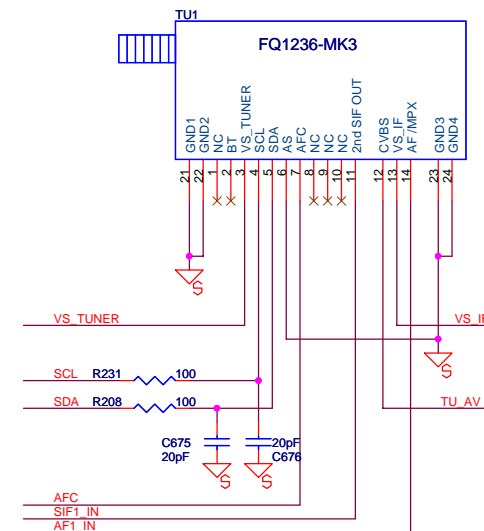 TU1
FQ1236-MK3
GND1
GND2
NC
BT
VS_TUNER
SCL
SDA
AS
AFC
NC
NC
NC
2nd SIF OUT
CVBS
VS_IF
AF /MPX
GND3
GND4
21
22
1
2
3
4
5
6
7
8
9
10
11
12
13
14
23
24
S
VS_TUNER
VS_IF
S
SCL R231 100
SDA R208 100
TU_AV
C675 20pF
20pF C676
S S
AFC
SIF1_IN
AF1_IN